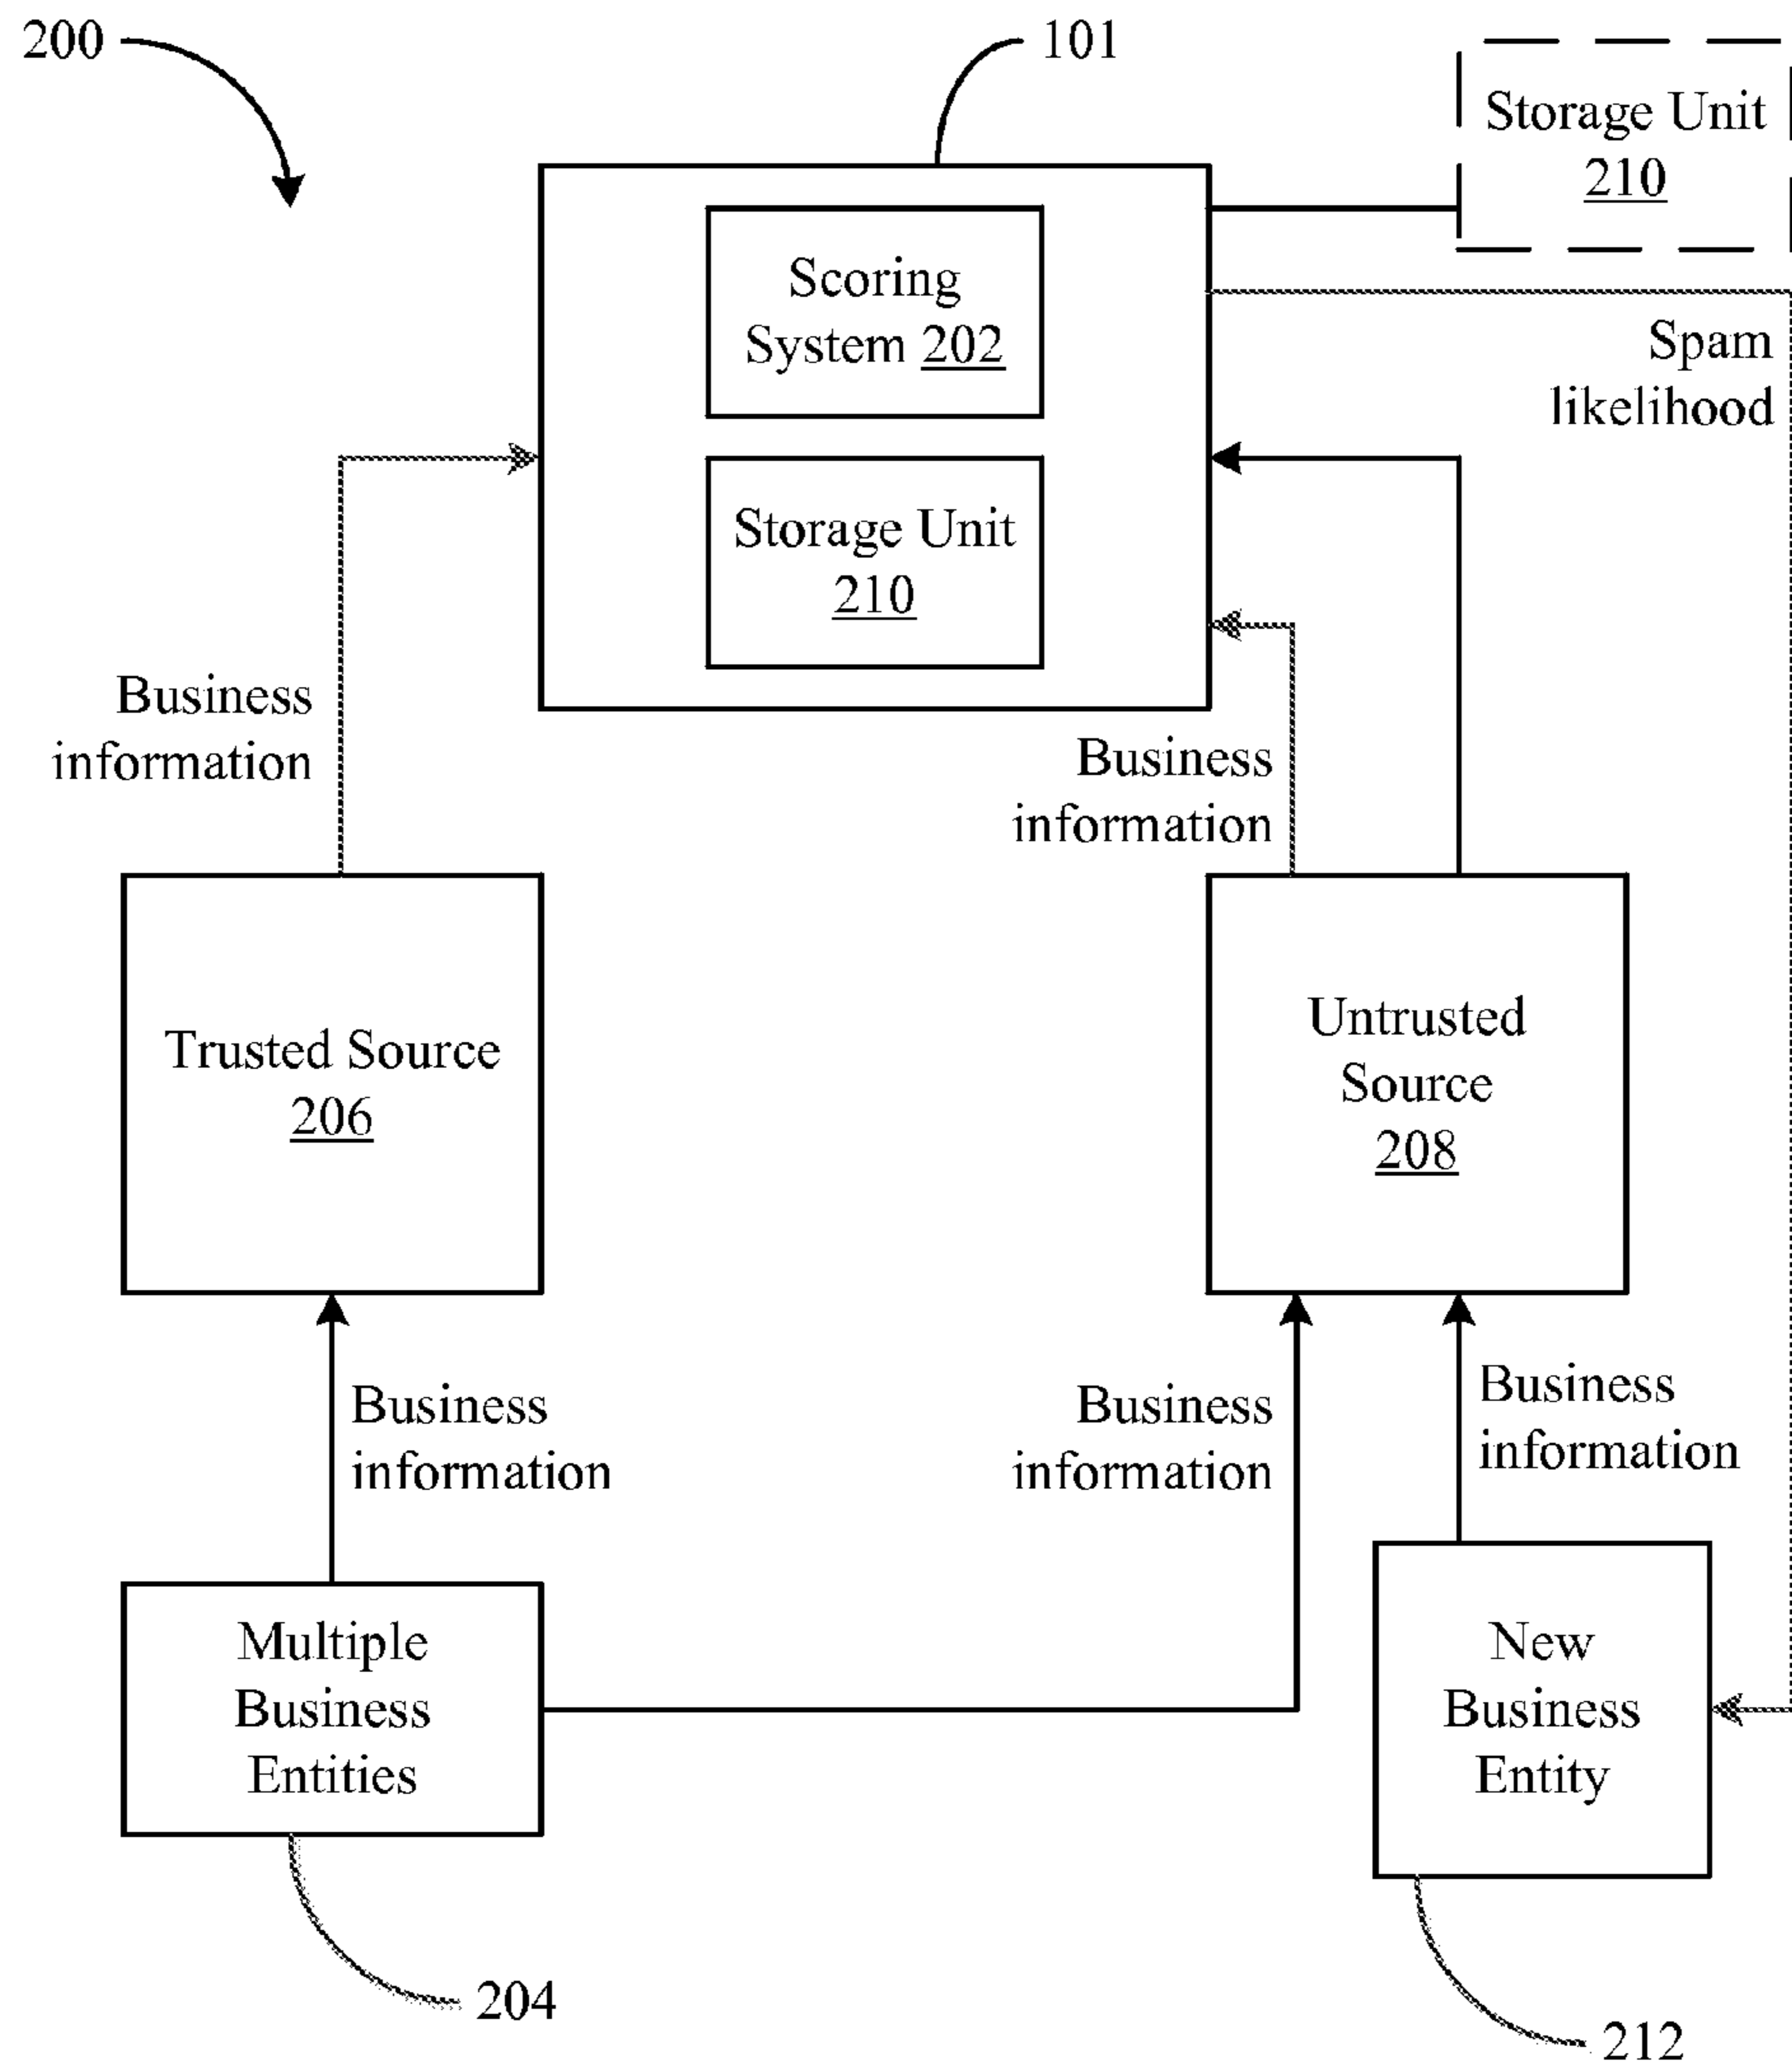 200
101
Storage Unit
210
Scoring
System 202
Spam
likelihood
Storage Unit
210
Business
information
Business
information
Trusted Source
206
Untrusted
Source
208
Business
information
Business
information
Business
information
Multiple
Business
Entities
New
Business
Entity
204
212